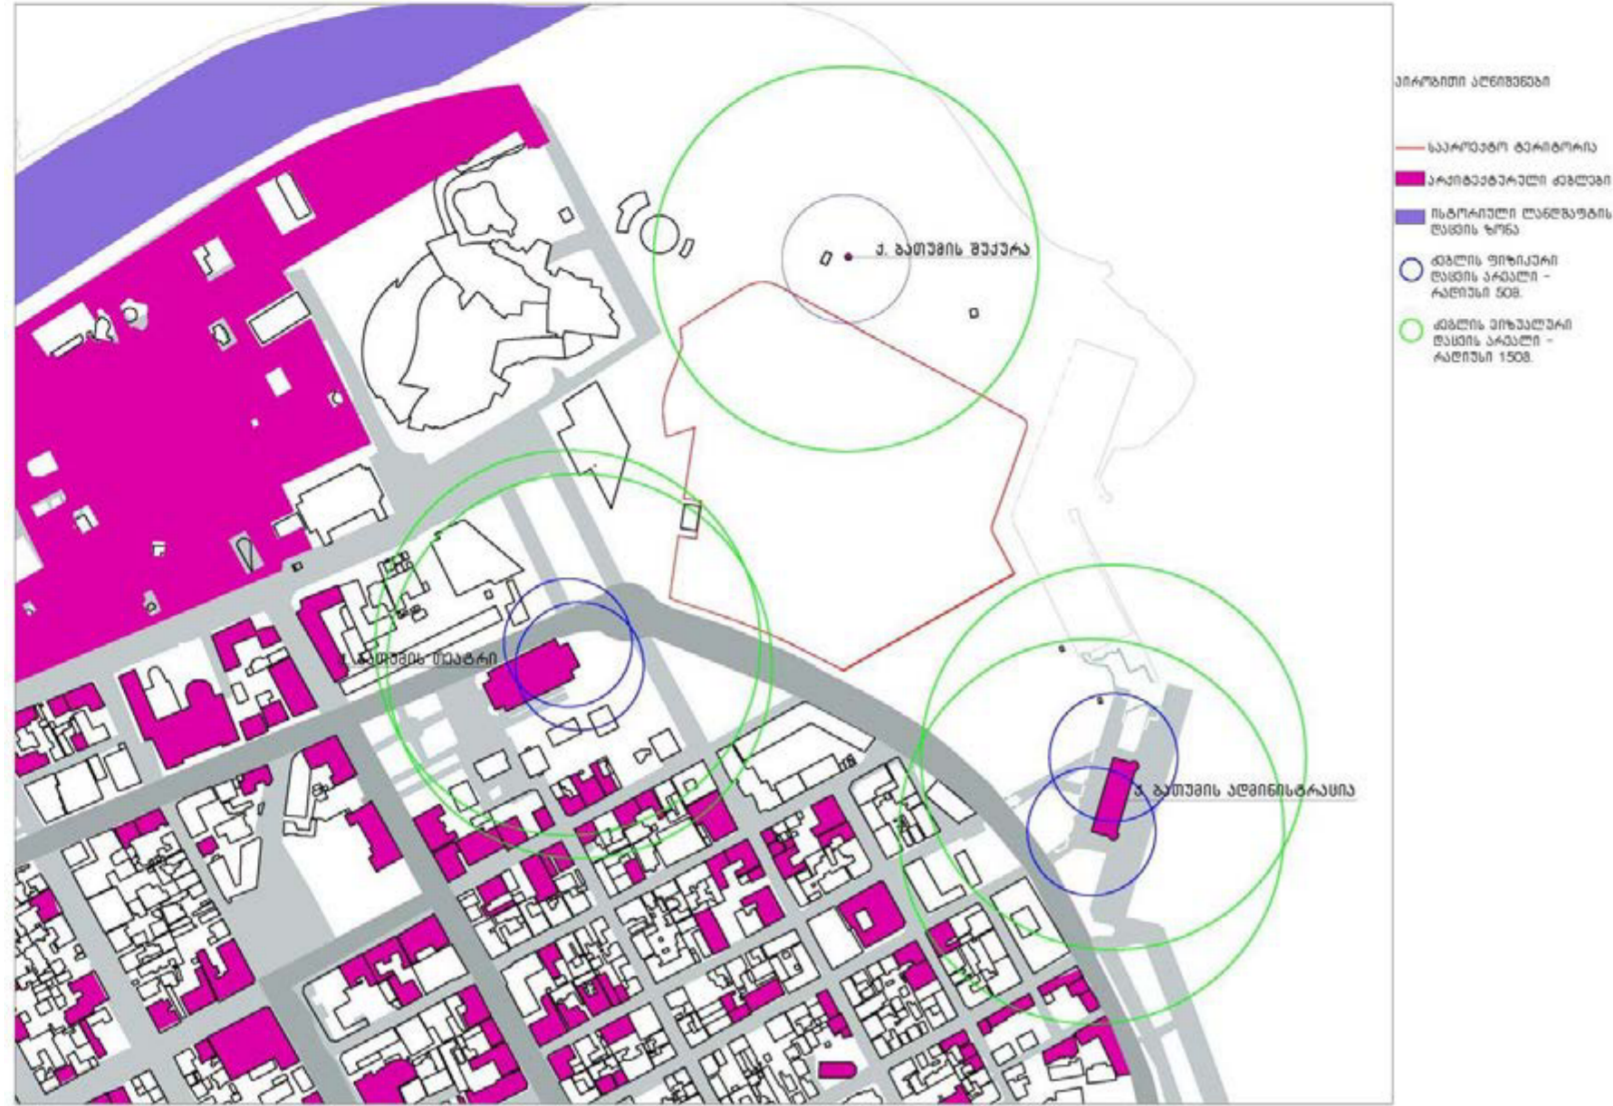 პირობითი აღნიშვნები
საპროექტო ტერიტორია
არქიტექტურული ძეგლები
ისტორიული ლანდშაფტის
დაცვის ზონა
ძეგლის ფიზიკური
დაცვის არეალი -
რადიუსი 50მ.
ძეგლის ვიზუალური
დაცვის არეალი -
რადიუსი 150მ.
ქ. ბათუმის შუქურა
ქ. ბათუმის თეატრი
ქ. ბათუმის ადმინისტრაცია